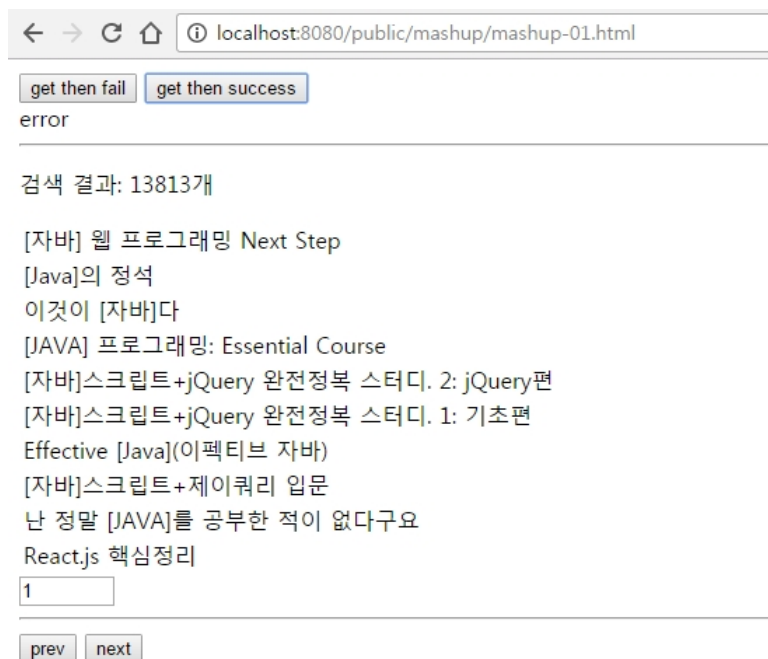 localhost:8080/public/mashup/mashup-01.html
get then fail get then success
error
검색 결과: 13813개
[자바] 웹 프로그래밍 Next Step
[Java]의 정석
이것이 [자바]다
[JAVA] 프로그래밍: Essential Course
[자바]스크립트+jQuery 완전정복 스터디. 2: jQuery편
[자바]스크립트+jQuery 완전정복 스터디. 1: 기초편
Effective [Java](이펙티브 자바)
[자바]스크립트+제이쿼리 입문
난 정말 [JAVA]를 공부한 적이 없다구요
React.js 핵심정리
1
prev next